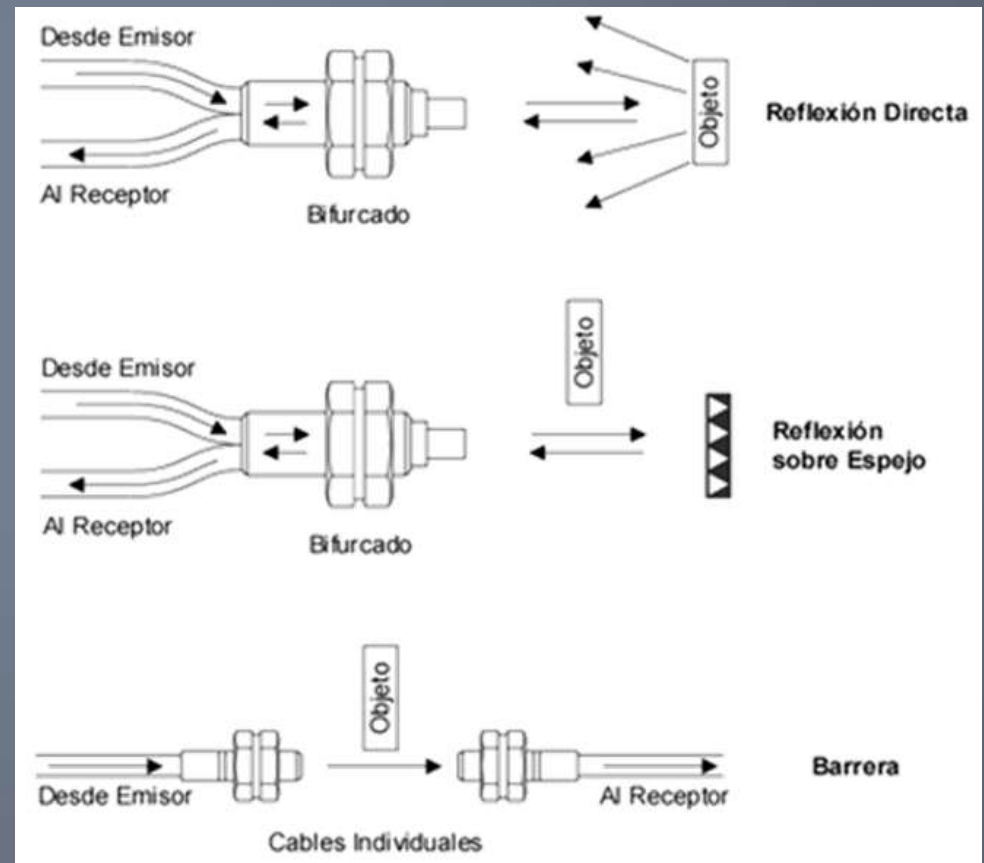 Desde Emisor
Objeto
Reflexión Directa
Al Receptor
Bifurcado
Objeto
Desde Emisor
Reflexión
sobre Espejo
Al Receptor
Bifurcado
Objeto
Barrera
Desde Emisor
Al Receptor
Cables Individuales